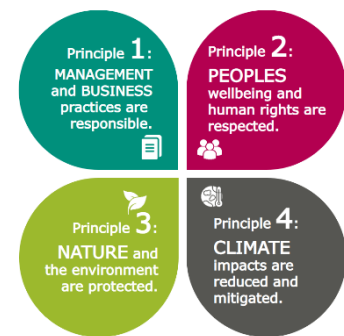 Principle 1:
MANAGEMENT
and BUSINESS
practices are
responsible.
Principle 2:
PEOPLES
wellbeing and
human rights are
respected.
Principle 3:
NATURE and
the environment
are protected.
Principle 4:
CLIMATE
impacts are
reduced and
mitigated.